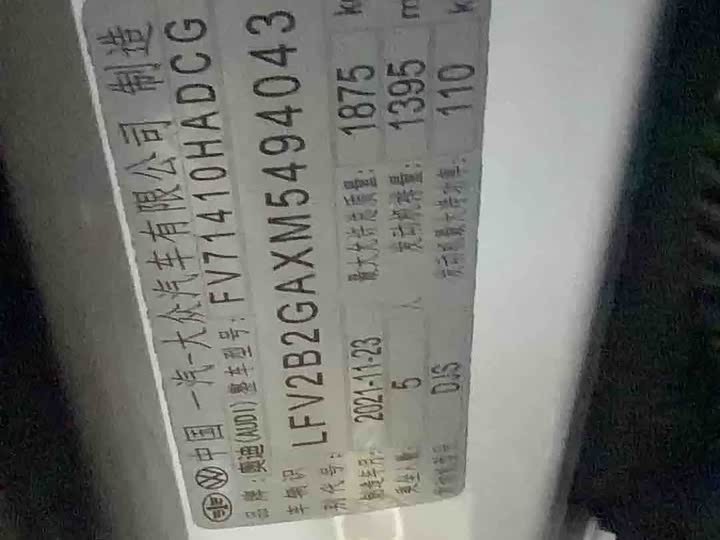 中国 一汽-大众汽车有限公司 制造
品牌:奥迪(AUDI)整车型号:FV71410HADCG
车辆识别代号: LFV2B2GAXM5494043
制造年月: 2021-11-23 最大允许总质量: 1875 k
乘坐人数: 5 人 发动机排量: 1395 m
发动机型号 DJS 发动机最大净功率: 110 k